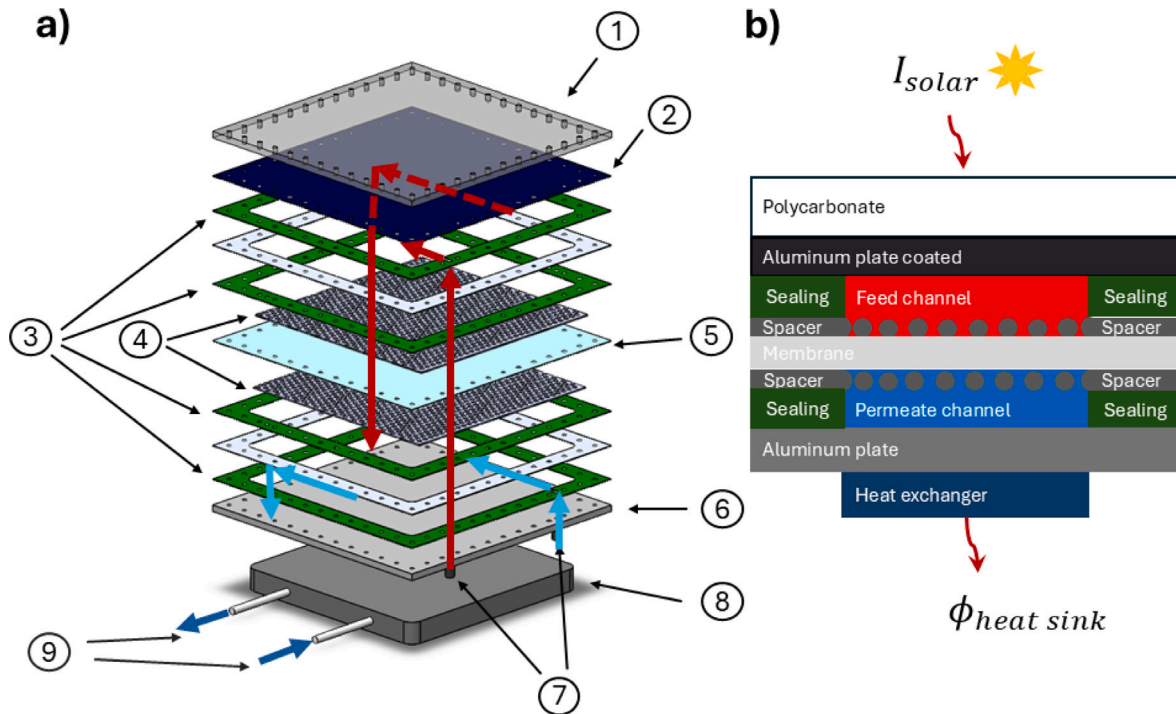 a)
1
2
3
4
5
6
7
8
9
b)
I_solar
Polycarbonate
Aluminum plate coated
Sealing Feed channel Sealing
Spacer Spacer
Membrane
Spacer Spacer
Sealing Permeate channel Sealing
Aluminum plate
Heat exchanger
ϕ_heat sink